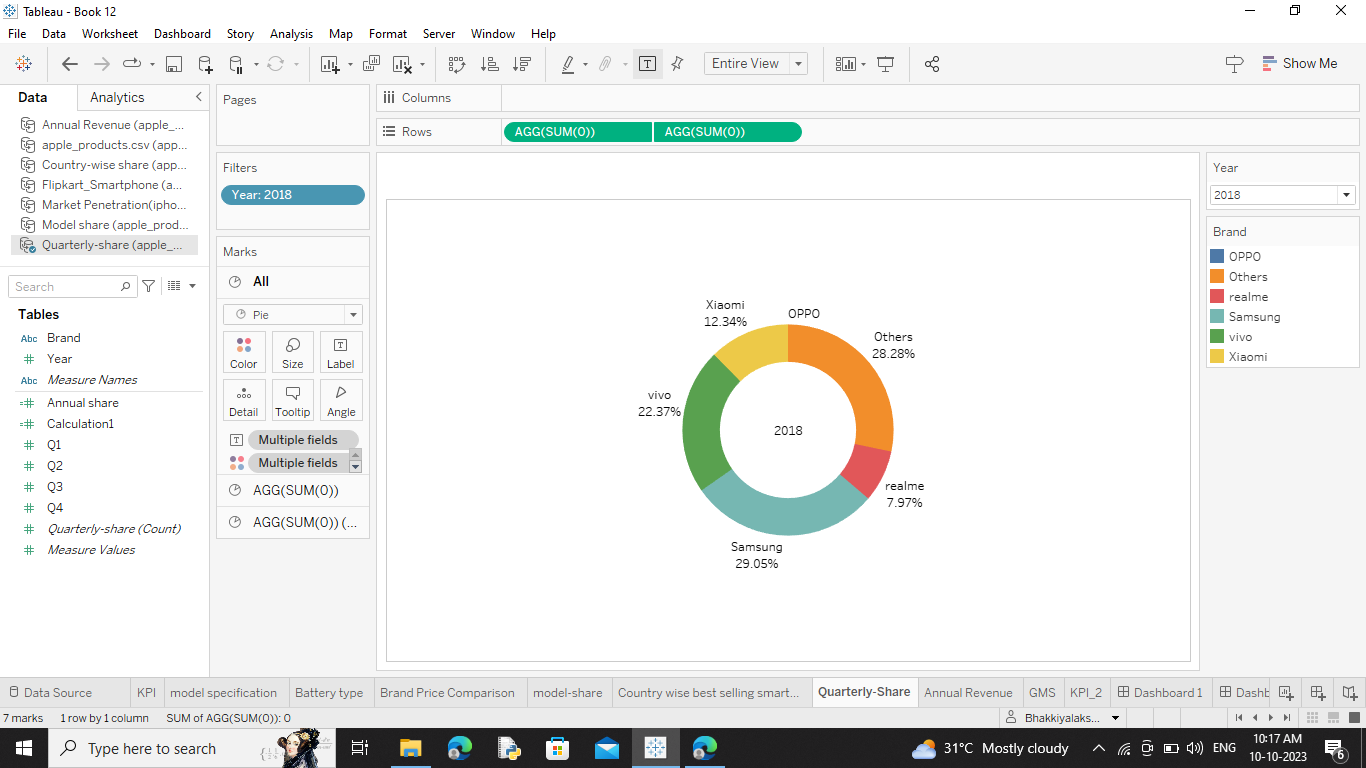 Tableau - Book 12
File Data Worksheet Dashboard Story Analysis Map Format Server Window Help
Entire View
Show Me
Data Analytics
Annual Revenue (apple_...
apple_products.csv (app...
Country-wise share (app...
Flipkart_Smartphone (a...
Market Penetration(ipho...
Model share (apple_prod...
Quarterly-share (apple_...
Search
Tables
Abc Brand
Year
Abc Measure Names
Annual share
Calculation1
Q1
Q2
Q3
Q4
Quarterly-share (Count)
Measure Values
Pages
Filters
Year: 2018
Marks
All
Pie
Color Size Label
Detail Tooltip Angle
Multiple fields
Multiple fields
AGG(SUM(0))
AGG(SUM(0)) (...
Columns
Rows AGG(SUM(0)) AGG(SUM(0))
Xiaomi
12.34%
OPPO
Others
28.28%
vivo
22.37%
2018
realme
7.97%
Samsung
29.05%
Year
2018
Brand
OPPO
Others
realme
Samsung
vivo
Xiaomi
Data Source KPI model specification Battery type Brand Price Comparison model-share Country wise best selling smart... Quarterly-Share Annual Revenue GMS KPI_2 Dashboard 1 Dashb
7 marks 1 row by 1 column SUM of AGG(SUM(0)): 0 Bhakkiyalaks...
Type here to search
31°C Mostly cloudy
ENG
10:17 AM
10-10-2023
6